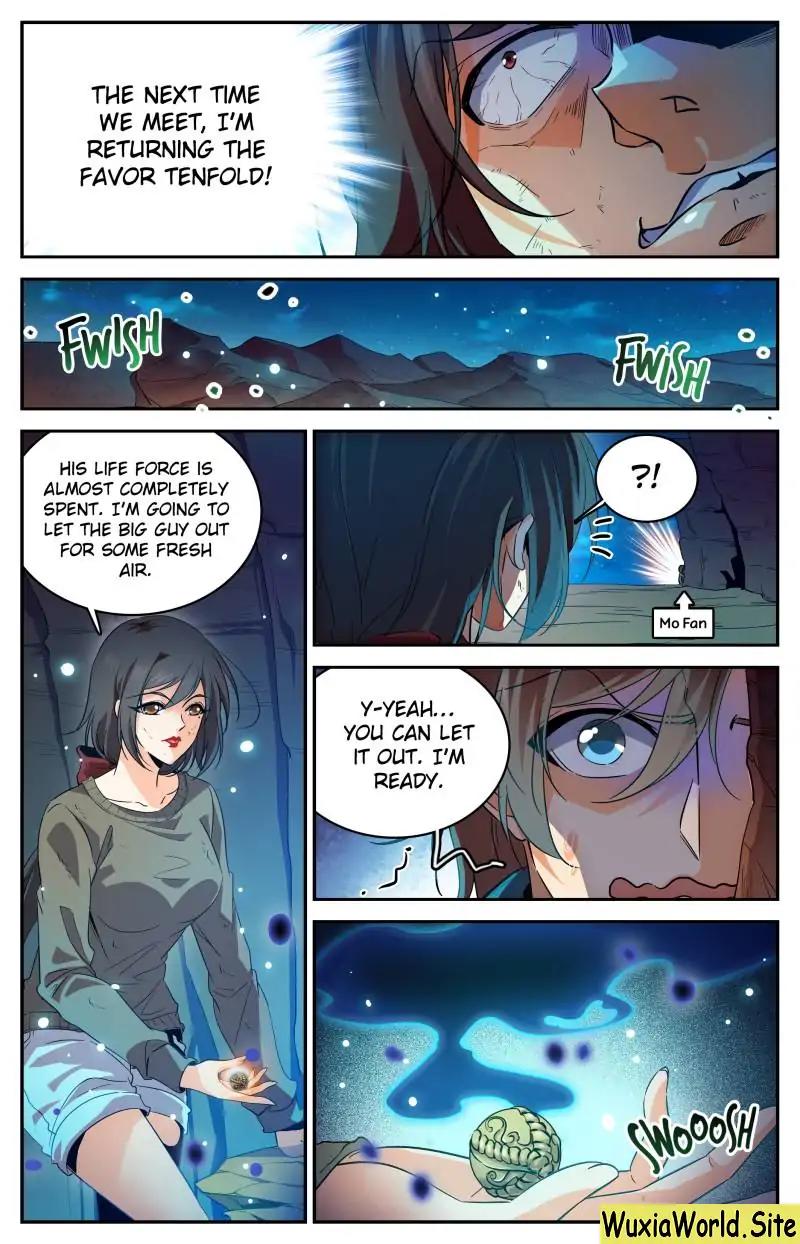 THE NEXT TIME
WE MEET, I'M
RETURNING THE
FAVOR TENFOLD!
FWISH
FWISH
HIS LIFE FORCE IS
ALMOST COMPLETELY
SPENT. I'M GOING TO
LET THE BIG GUY OUT
FOR SOME FRESH
AIR.
?!
Mo Fan
Y-YEAH...
YOU CAN LET
IT OUT. I'M
READY.
SWOOOSH
WuxiaWorld.Site